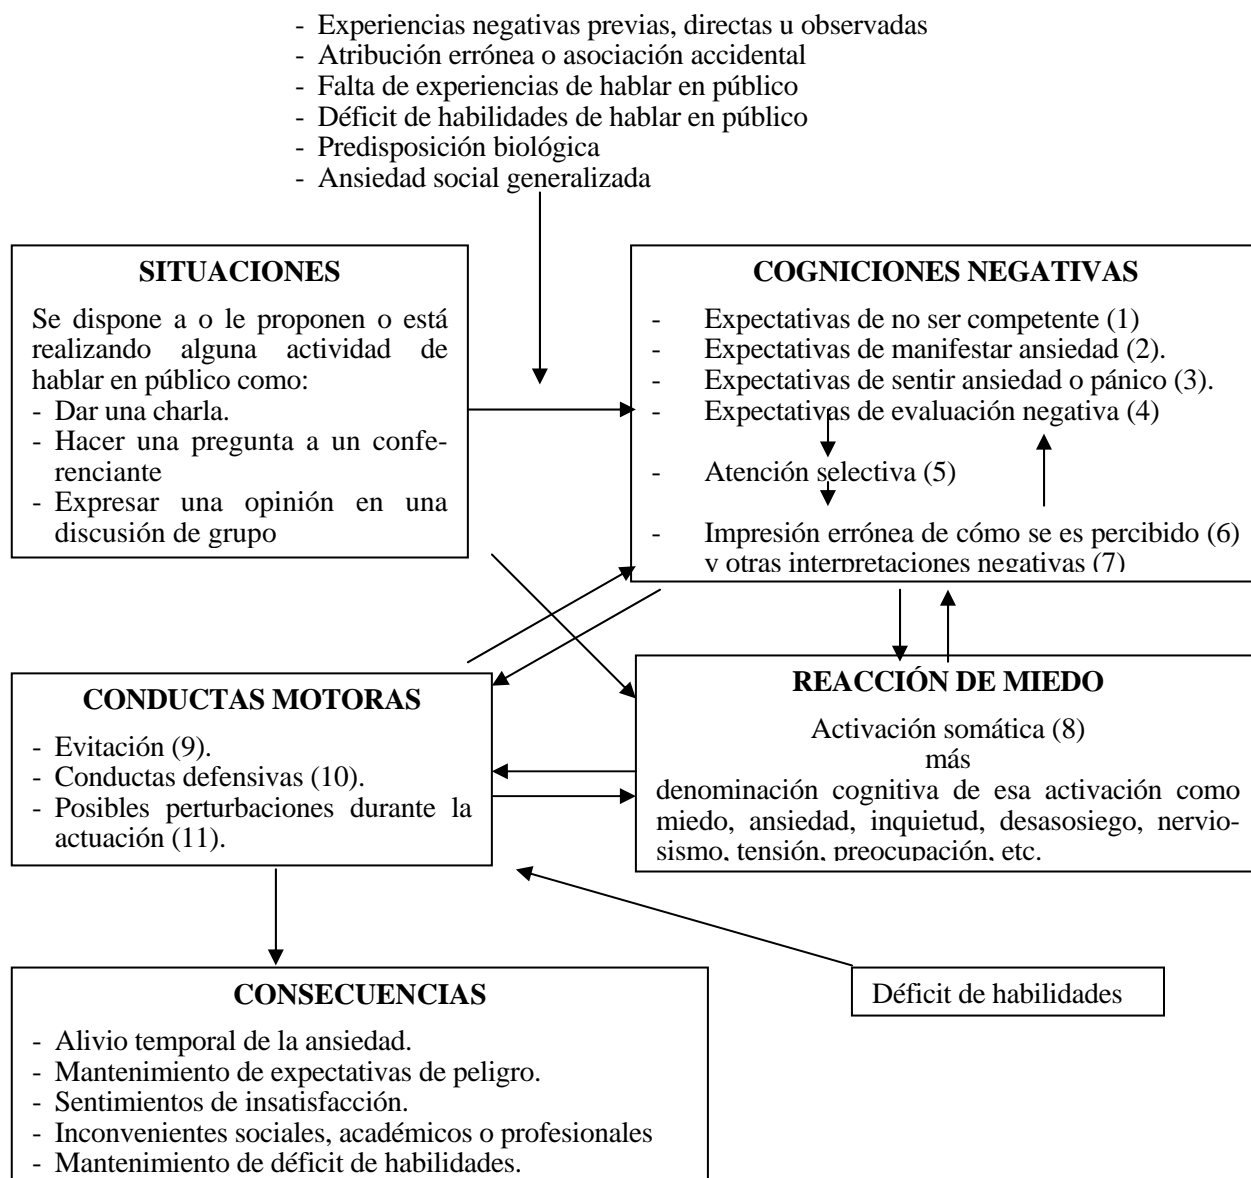 - Experiencias negativas previas, directas u observadas
- Atribución errónea o asociación accidental
- Falta de experiencias de hablar en público
- Déficit de habilidades de hablar en público
- Predisposición biológica
- Ansiedad social generalizada
SITUACIONES
Se dispone a o le proponen o está
realizando alguna actividad de
hablar en público como:
- Dar una charla.
- Hacer una pregunta a un confe-
renciante
- Expresar una opinión en una
discusión de grupo
COGNICIONES NEGATIVAS
- Expectativas de no ser competente (1)
- Expectativas de manifestar ansiedad (2).
- Expectativas de sentir ansiedad o pánico (3).
- Expectativas de evaluación negativa (4)
- Atención selectiva (5)
- Impresión errónea de cómo se es percibido (6)
y otras interpretaciones negativas (7)
CONDUCTAS MOTORAS
- Evitación (9).
- Conductas defensivas (10).
- Posibles perturbaciones durante la
actuación (11).
REACCIÓN DE MIEDO
Activación somática (8)
más
denominación cognitiva de esa activación como
miedo, ansiedad, inquietud, desasosiego, nervio-
sismo, tensión, preocupación, etc.
CONSECUENCIAS
- Alivio temporal de la ansiedad.
- Mantenimiento de expectativas de peligro.
- Sentimientos de insatisfacción.
- Inconvenientes sociales, académicos o profesionales
- Mantenimiento de déficit de habilidades.
Déficit de habilidades